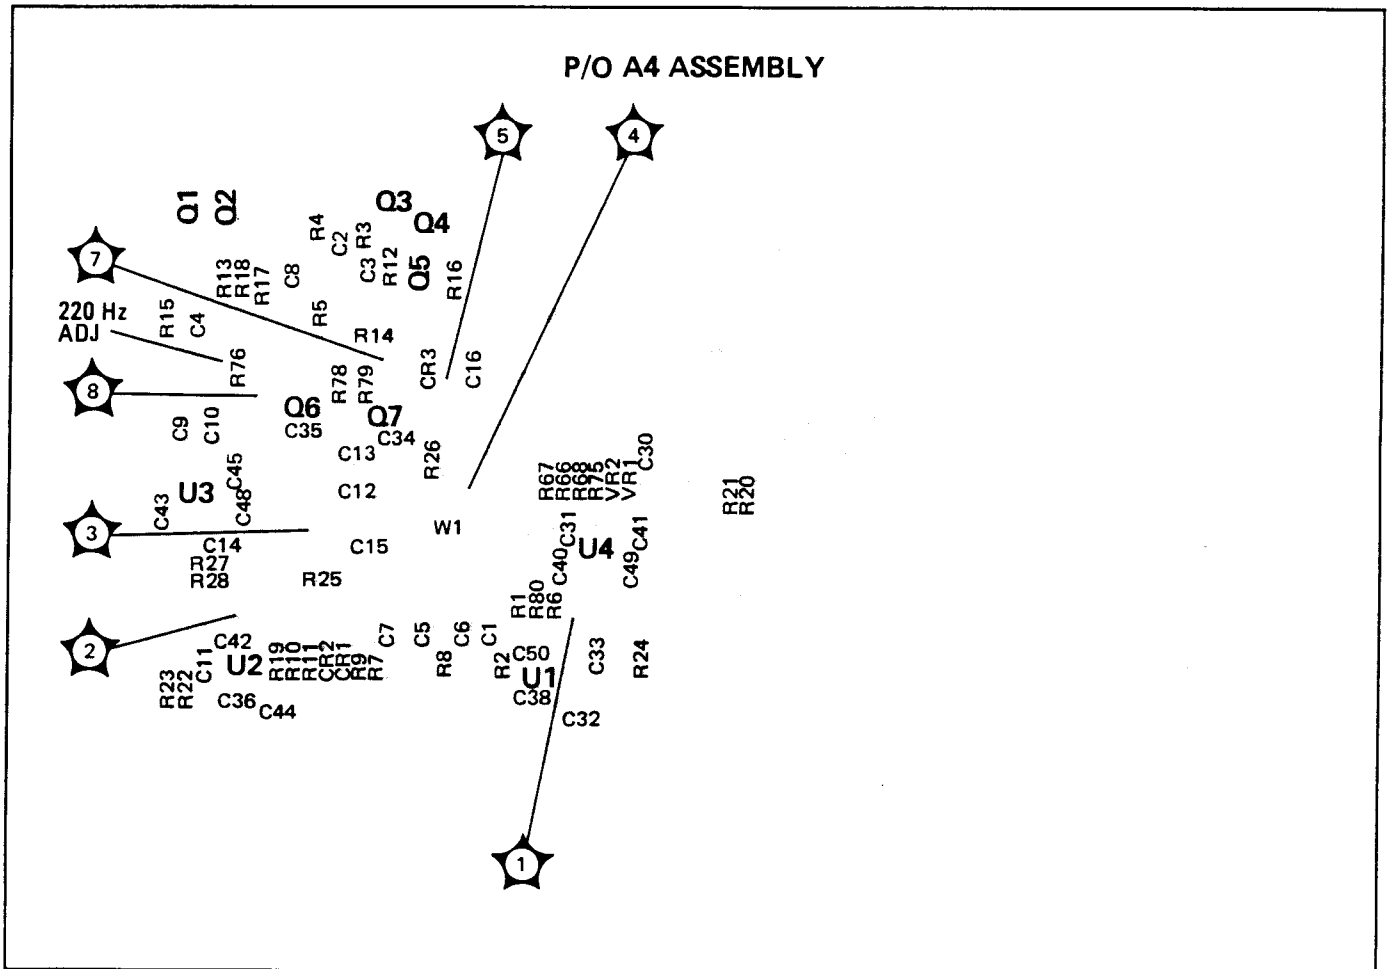 P/O A4 ASSEMBLY
5
4
Q1
Q2
Q3
Q4
R4
C2
R3
7
R13
R18
R17
C8
C3
R12
Q5
R16
220 Hz
ADJ
R15
C4
R5
R14
R76
R78
R79
CR3
C16
8
Q6
Q7
C9
C10
C35
C34
C13
R26
C45
U3
C12
R67
R66
R68
R75
VR2
VR1
C30
R21
R20
C43
C48
3
W1
C14
C15
C31
U4
C41
R27
R28
R25
C40
C49
R1
R80
R6
2
C42
C11
U2
R19
R10
R11
CR2
CR1
R9
R7
C7
C5
R8
C6
C1
R2
C50
U1
C33
R24
R23
R22
C36
C44
C38
C32
1